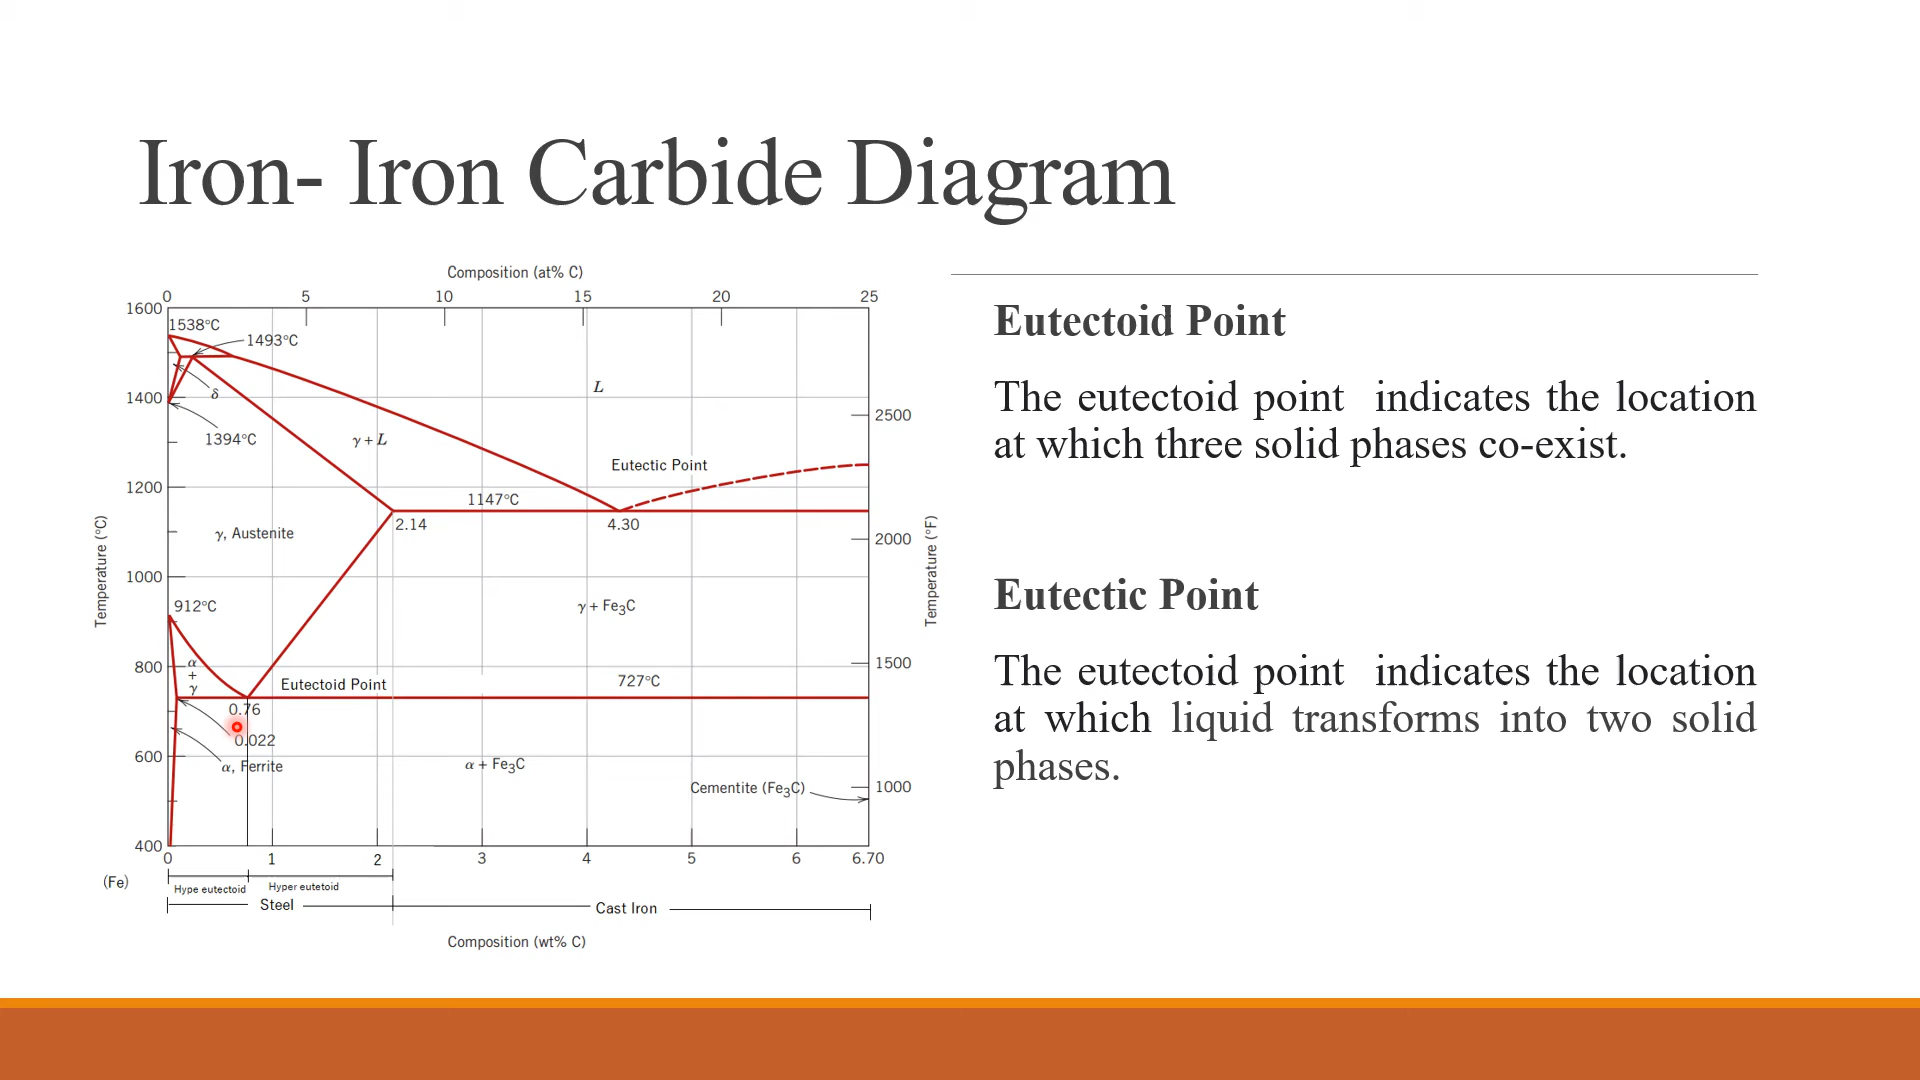 Iron- Iron Carbide Diagram
Composition (at% C)
0 5 10 15 20 25
1600
1538°C
1493°C
L
δ
1400
2500
1394°C
γ + L
Eutectic Point
1200
1147°C
2.14
4.30
γ, Austenite
2000
Temperature (°C)
Temperature (°F)
1000
912°C
γ + Fe3C
800
α
+
γ
1500
Eutectoid Point
727°C
0.76
0.022
600
α, Ferrite
α + Fe3C
Cementite (Fe3C)
1000
400
0 1 2 3 4 5 6 6.70
(Fe)
Hype eutectoid
Hyper eutetoid
Steel
Cast Iron
Composition (wt% C)
Eutectoid Point
The eutectoid point indicates the location
at which three solid phases co-exist.
Eutectic Point
The eutectoid point indicates the location
at which liquid transforms into two solid
phases.